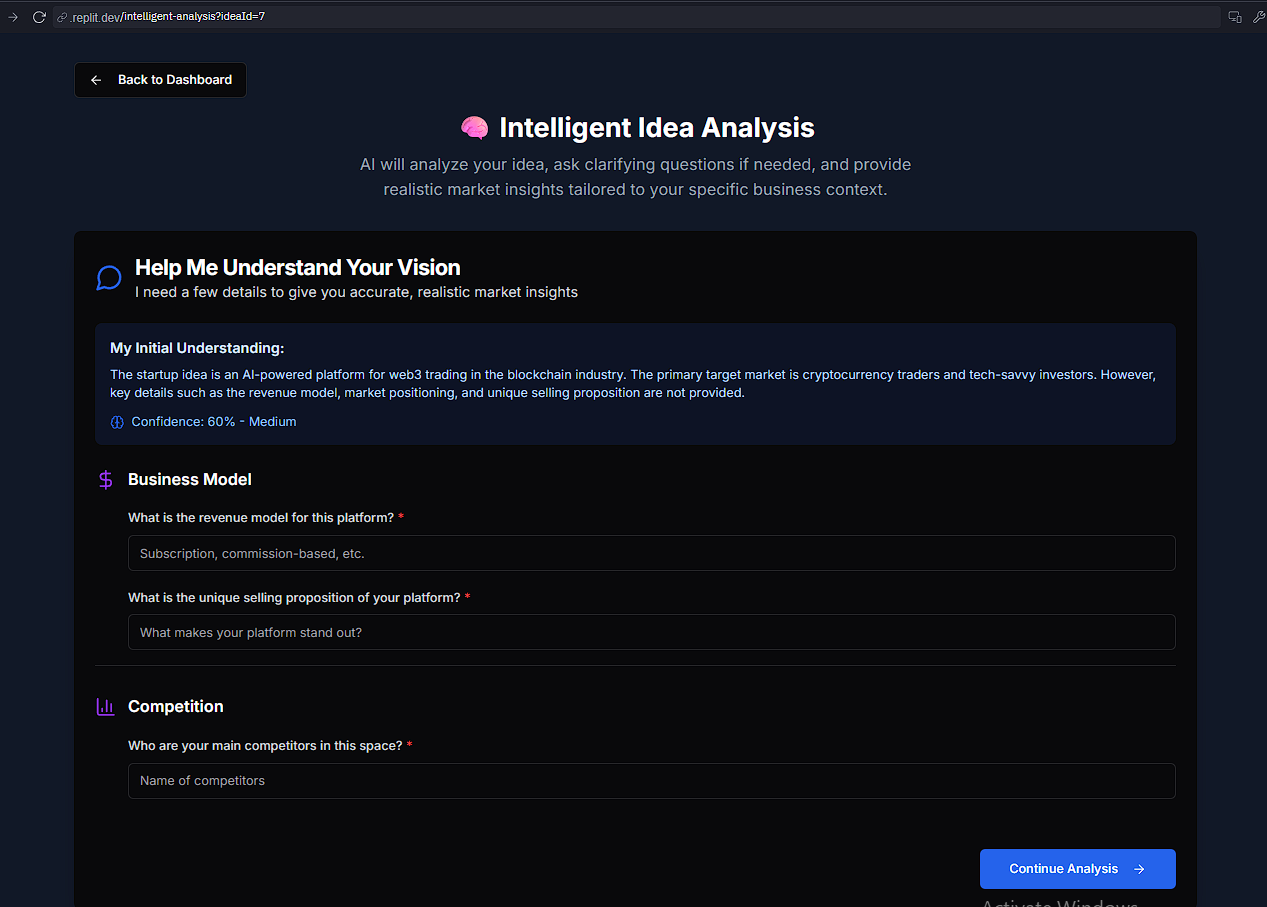 .replit.dev/intelligent-analysis?ideaId=7
Back to Dashboard
Intelligent Idea Analysis
AI will analyze your idea, ask clarifying questions if needed, and provide
realistic market insights tailored to your specific business context.
Help Me Understand Your Vision
I need a few details to give you accurate, realistic market insights
My Initial Understanding:
The startup idea is an AI-powered platform for web3 trading in the blockchain industry. The primary target market is cryptocurrency traders and tech-savvy investors. However,
key details such as the revenue model, market positioning, and unique selling proposition are not provided.
Confidence: 60% - Medium
Business Model
What is the revenue model for this platform? *
Subscription, commission-based, etc.
What is the unique selling proposition of your platform? *
What makes your platform stand out?
Competition
Who are your main competitors in this space? *
Name of competitors
Continue Analysis
Activate Windows